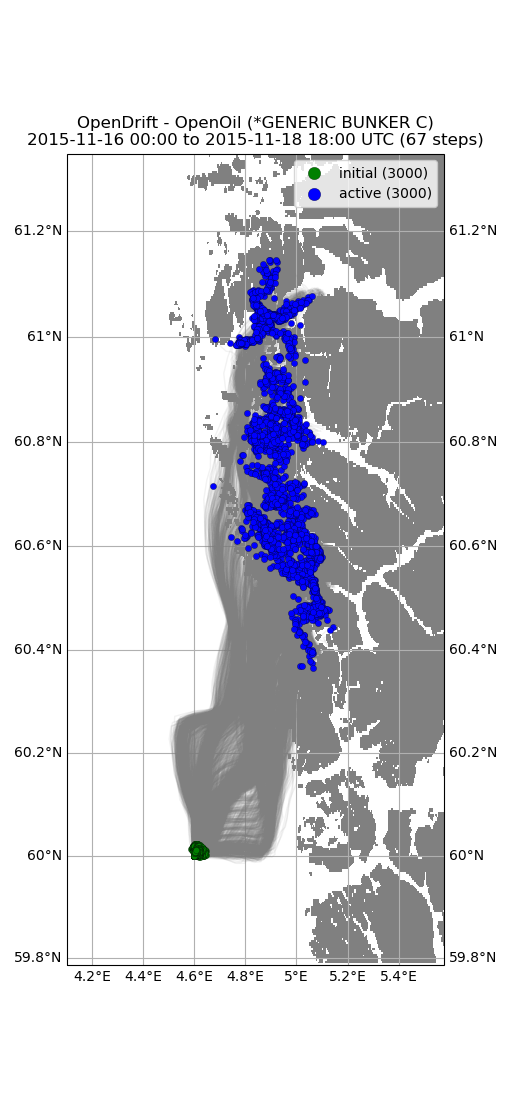 OpenDrift - OpenOil (*GENERIC BUNKER C)
2015-11-16 00:00 to 2015-11-18 18:00 UTC (67 steps)
initial (3000)
active (3000)
61.2°N 61.2°N
61°N 61°N
60.8°N 60.8°N
60.6°N 60.6°N
60.4°N 60.4°N
60.2°N 60.2°N
60°N 60°N
59.8°N 59.8°N
4.2°E 4.4°E 4.6°E 4.8°E 5°E 5.2°E 5.4°E